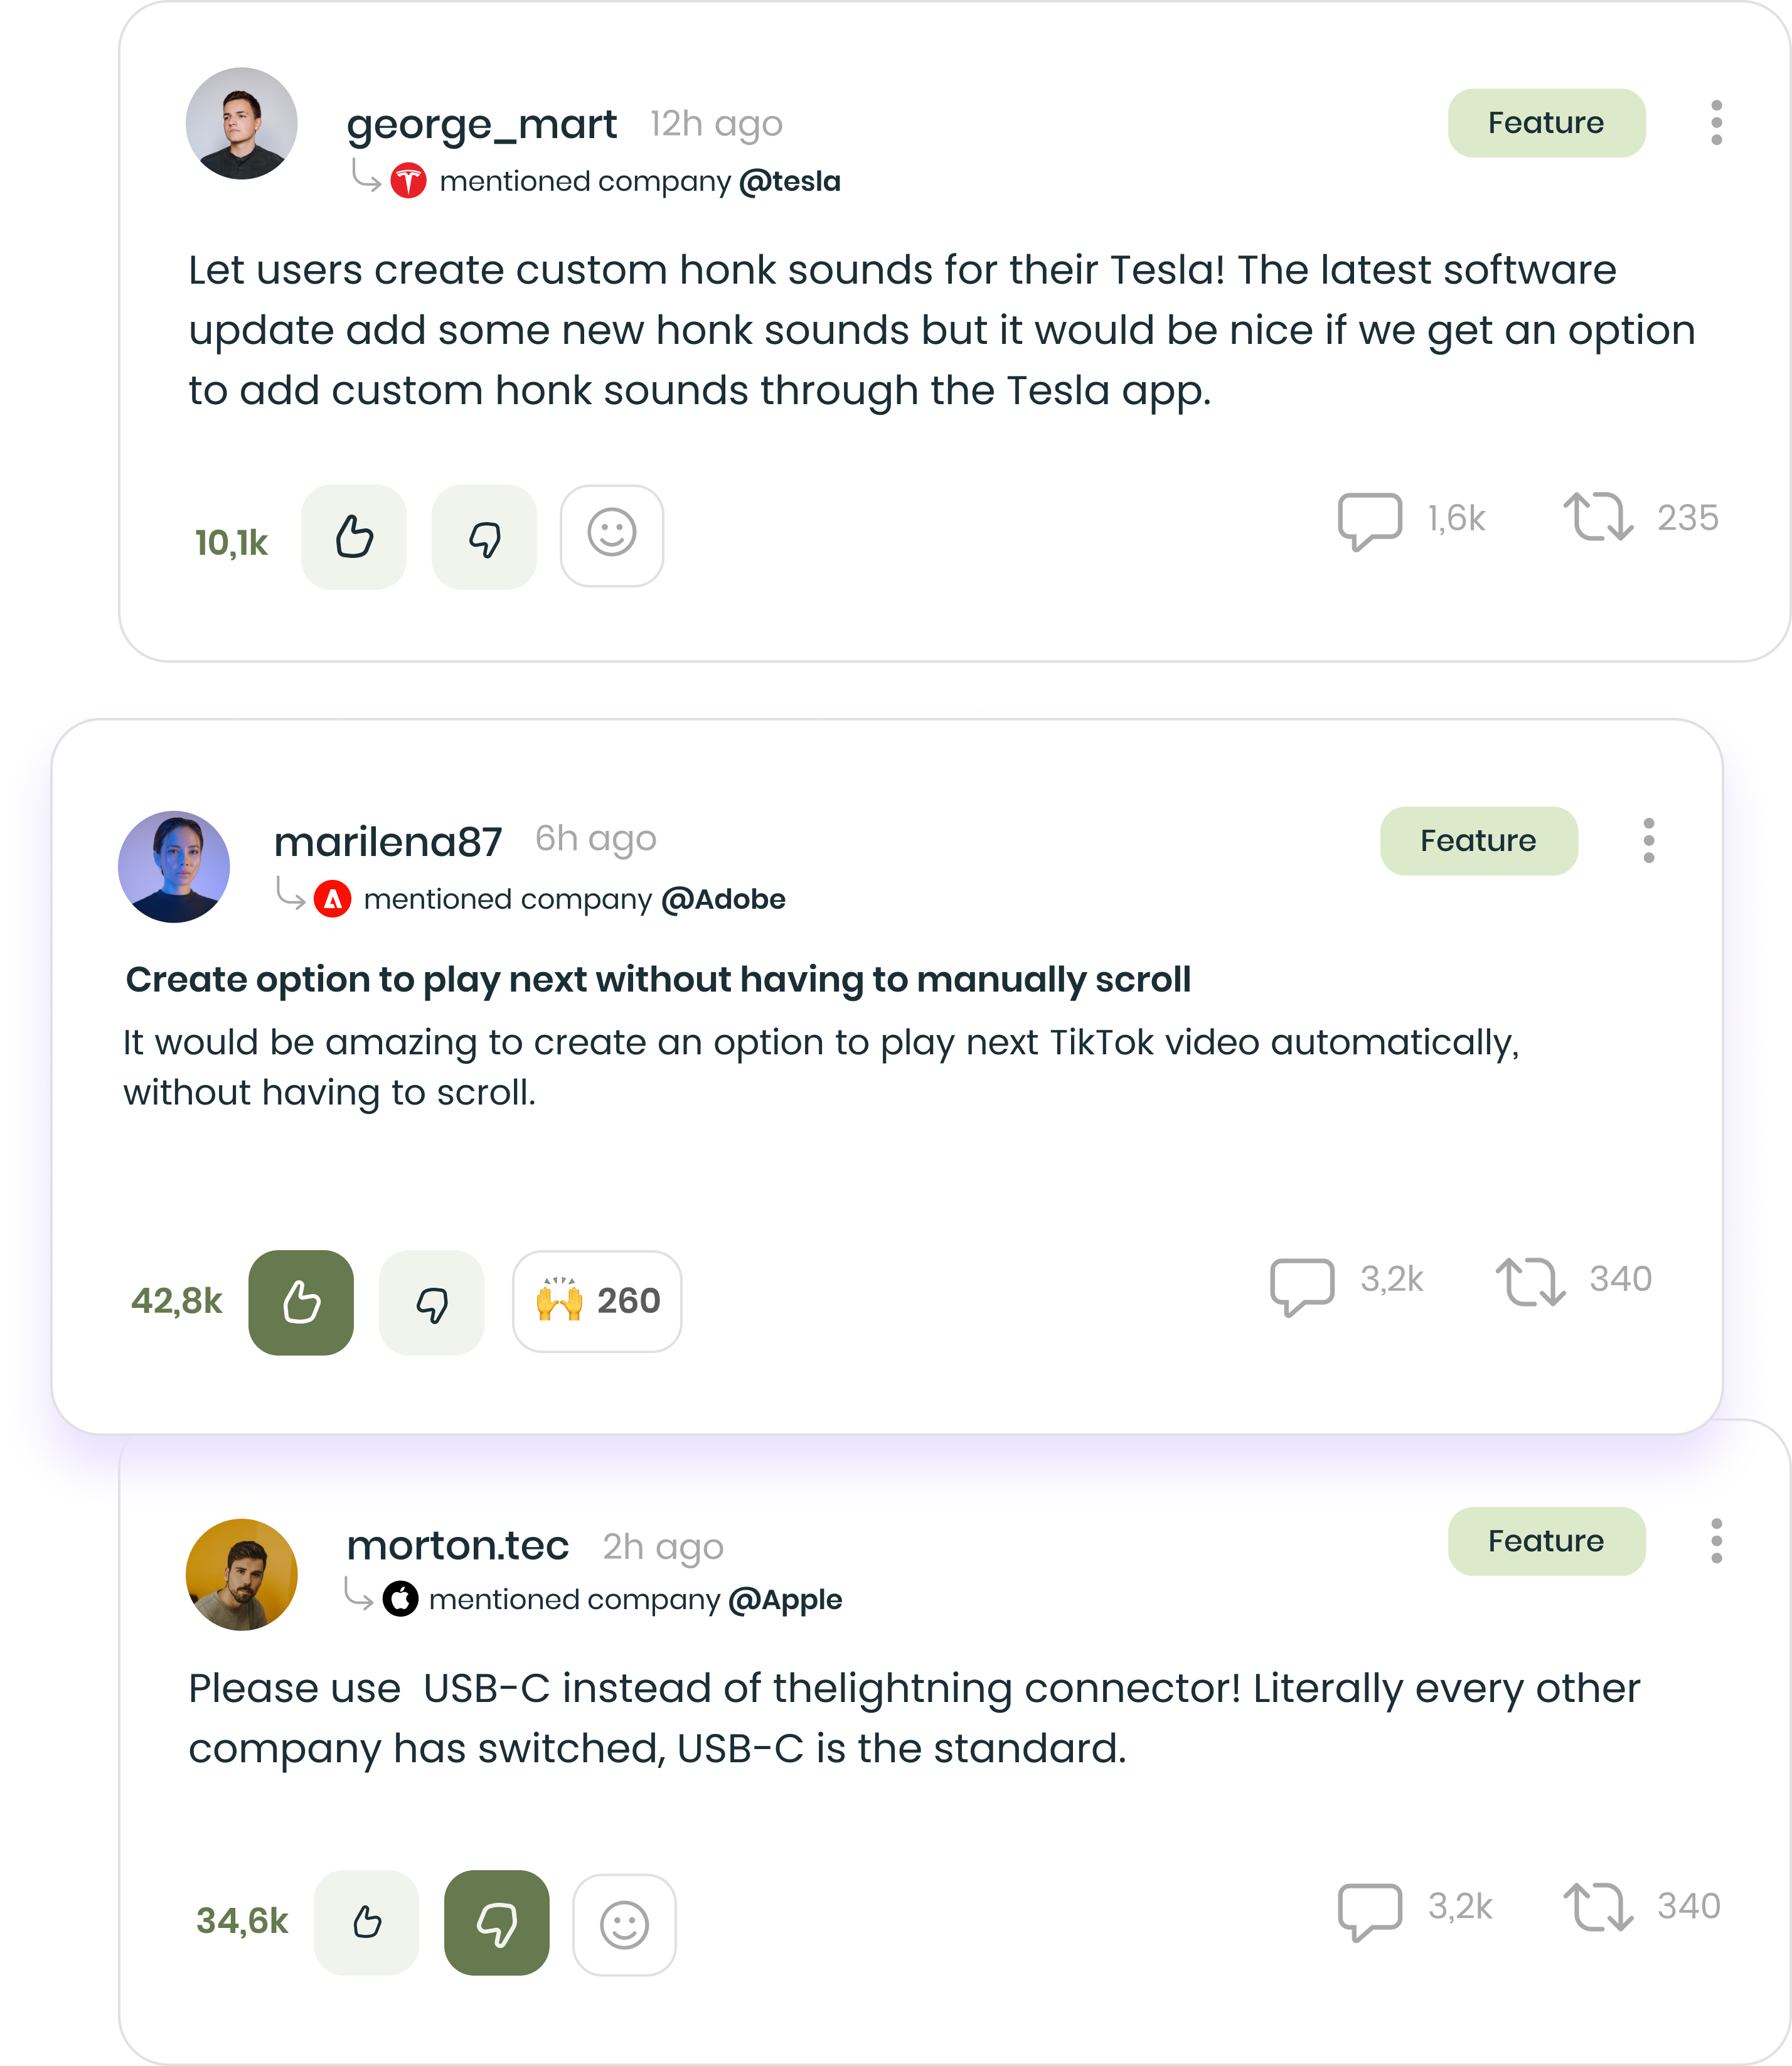 george_mart 12h ago Feature
mentioned company @tesla
Let users create custom honk sounds for their Tesla! The latest software
update add some new honk sounds but it would be nice if we get an option
to add custom honk sounds through the Tesla app.
10,1k 1,6k 235
marilena87 6h ago Feature
mentioned company @Adobe
Create option to play next without having to manually scroll
It would be amazing to create an option to play next TikTok video automatically,
without having to scroll.
42,8k 260 3,2k 340
morton.tec 2h ago Feature
mentioned company @Apple
Please use  USB-C instead of thelightning connector! Literally every other
company has switched, USB-C is the standard.
34,6k 3,2k 340